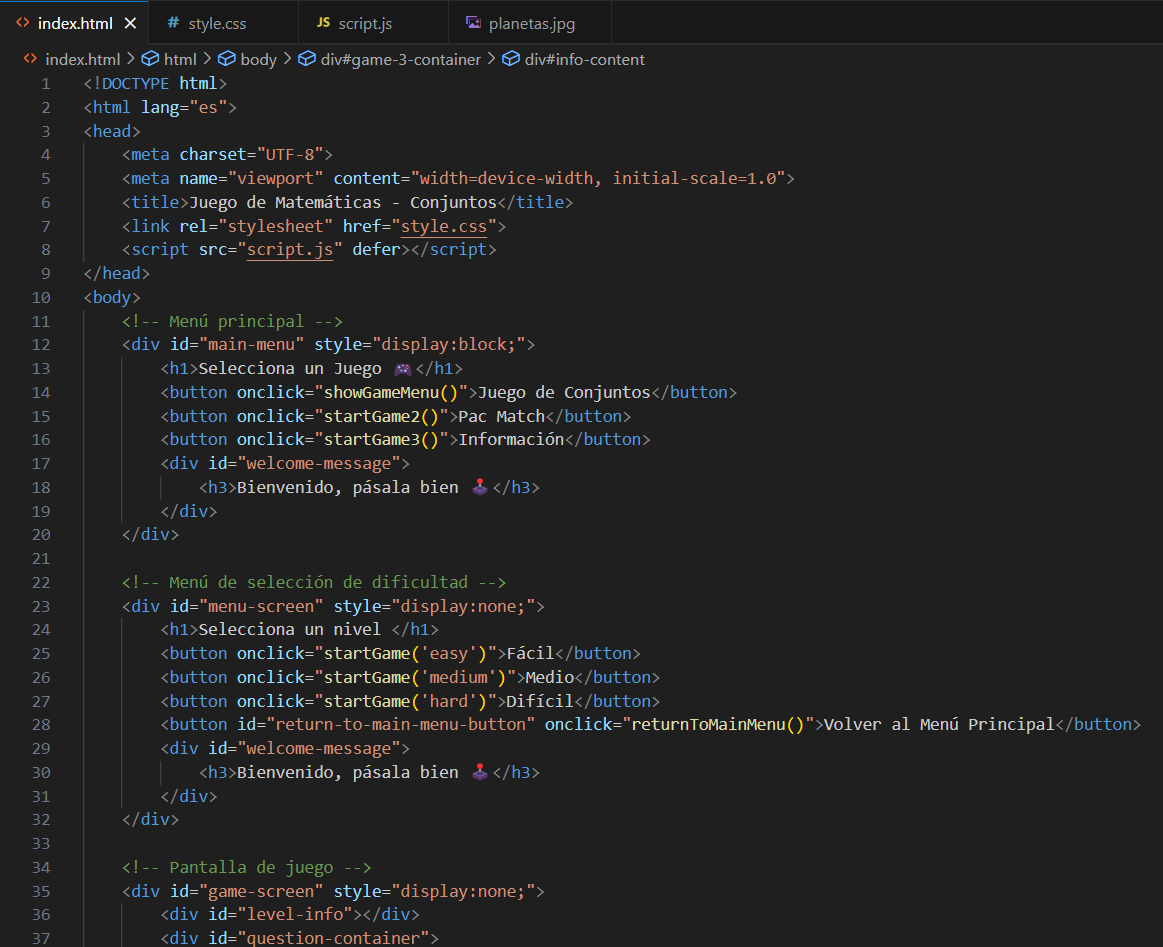 index.html × # style.css JS script.js planetas.jpg
index.html > html > body > div#game-3-container > div#info-content
1 <!DOCTYPE html>
2 <html lang="es">
3 <head>
4 <meta charset="UTF-8">
5 <meta name="viewport" content="width=device-width, initial-scale=1.0">
6 <title>Juego de Matemáticas - Conjuntos</title>
7 <link rel="stylesheet" href="style.css">
8 <script src="script.js" defer></script>
9 </head>
10 <body>
11 <!-- Menú principal -->
12 <div id="main-menu" style="display:block;">
13 <h1>Selecciona un Juego 🎮</h1>
14 <button onclick="showGameMenu()">Juego de Conjuntos</button>
15 <button onclick="startGame2()">Pac Match</button>
16 <button onclick="startGame3()">Información</button>
17 <div id="welcome-message">
18 <h3>Bienvenido, pásala bien 🕹️</h3>
19 </div>
20 </div>
21
22 <!-- Menú de selección de dificultad -->
23 <div id="menu-screen" style="display:none;">
24 <h1>Selecciona un nivel </h1>
25 <button onclick="startGame('easy')">Fácil</button>
26 <button onclick="startGame('medium')">Medio</button>
27 <button onclick="startGame('hard')">Difícil</button>
28 <button id="return-to-main-menu-button" onclick="returnToMainMenu()">Volver al Menú Principal</button>
29 <div id="welcome-message">
30 <h3>Bienvenido, pásala bien 🕹️</h3>
31 </div>
32 </div>
33
34 <!-- Pantalla de juego -->
35 <div id="game-screen" style="display:none;">
36 <div id="level-info"></div>
37 <div id="question-container">